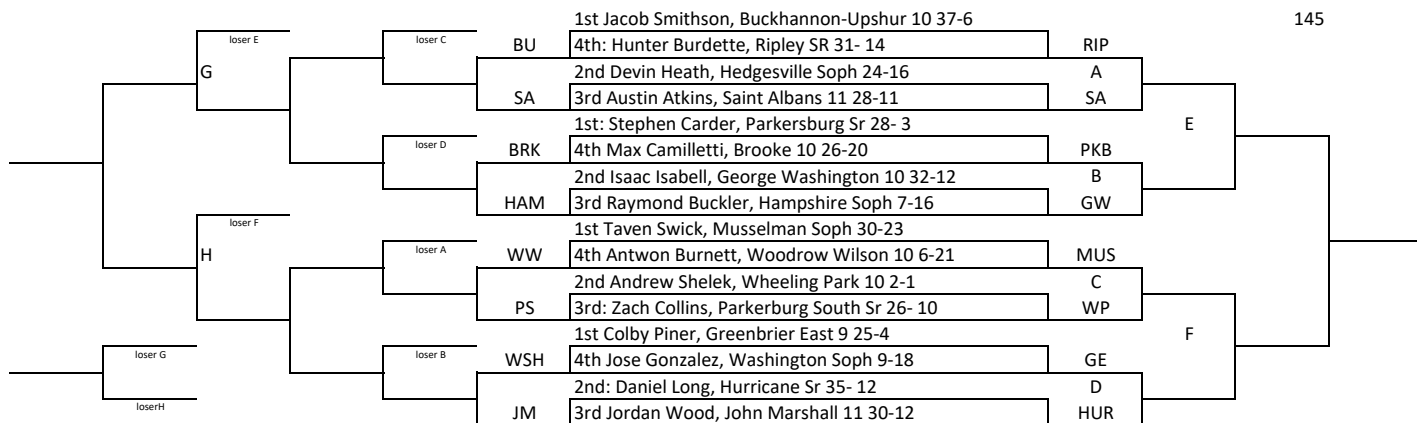 1st Jacob Smithson, Buckhannon-Upshur 10 37-6 145
loser E loser C BU 4th: Hunter Burdette, Ripley SR 31- 14 RIP
G 2nd Devin Heath, Hedgesville Soph 24-16 A
SA 3rd Austin Atkins, Saint Albans 11 28-11 SA
1st: Stephen Carder, Parkersburg Sr 28- 3 E
loser D BRK 4th Max Camilletti, Brooke 10 26-20 PKB
2nd Isaac Isabell, George Washington 10 32-12 B
HAM 3rd Raymond Buckler, Hampshire Soph 7-16 GW
loser F 1st Taven Swick, Musselman Soph 30-23
H loser A WW 4th Antwon Burnett, Woodrow Wilson 10 6-21 MUS
2nd Andrew Shelek, Wheeling Park 10 2-1 C
PS 3rd: Zach Collins, Parkerburg South Sr 26- 10 WP
1st Colby Piner, Greenbrier East 9 25-4 F
loser G loser B WSH 4th Jose Gonzalez, Washington Soph 9-18 GE
2nd: Daniel Long, Hurricane Sr 35- 12 D
loserH JM 3rd Jordan Wood, John Marshall 11 30-12 HUR